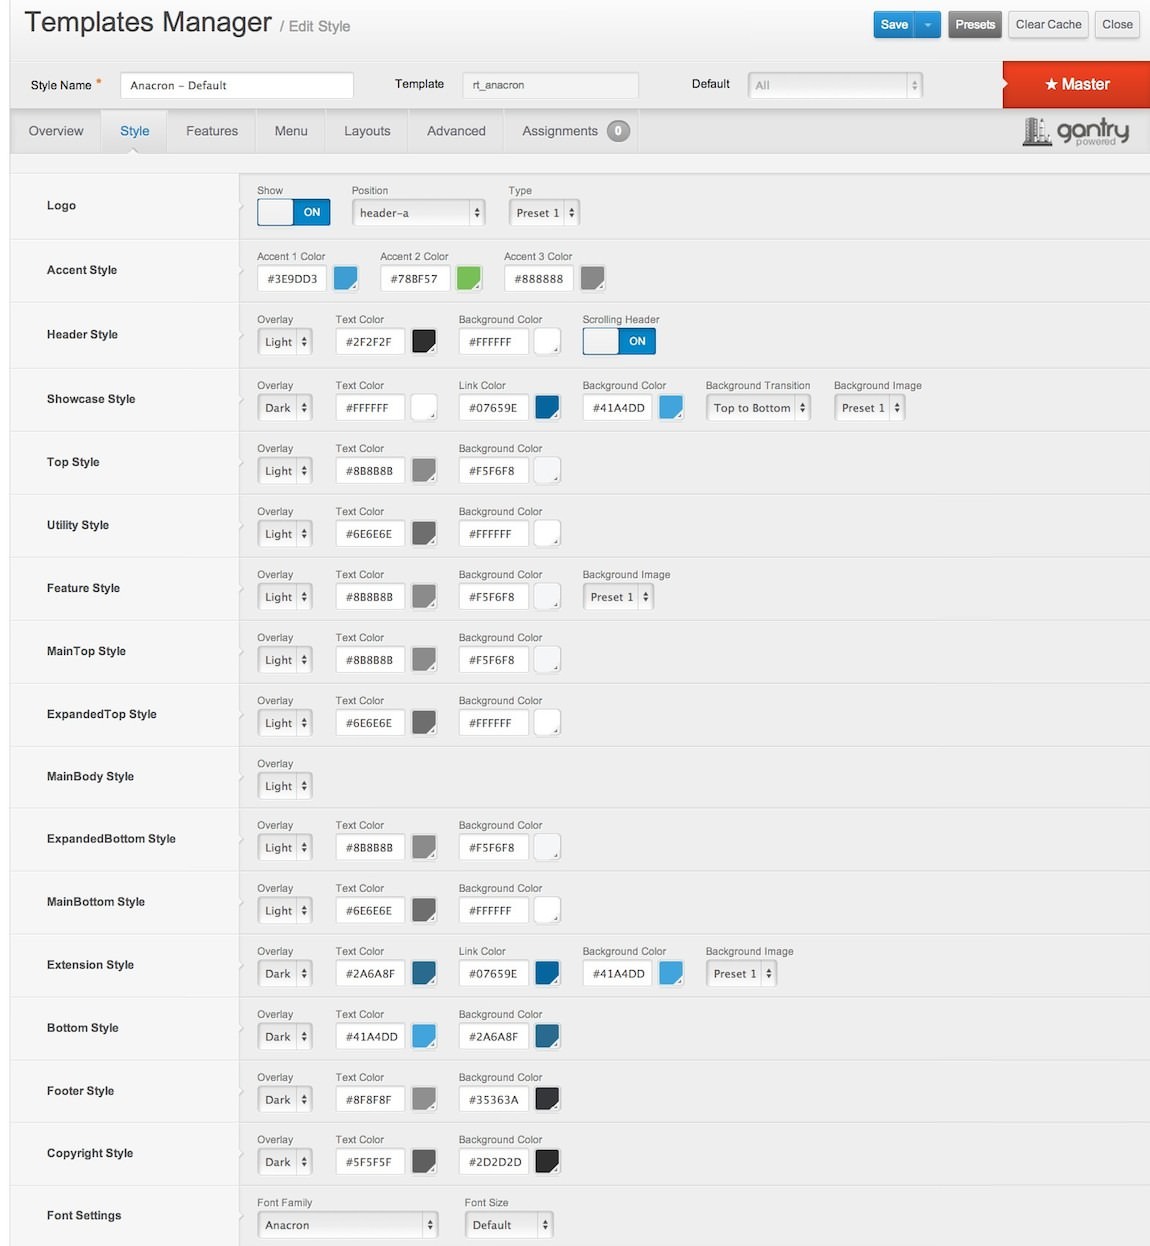 Templates Manager / Edit Style
Save Presets Clear Cache Close
Style Name * Anacron – Default Template rt_anacron Default All ★ Master
Overview Style Features Menu Layouts Advanced Assignments 0 gantry
powered
Logo
Show Position Type
ON header-a Preset 1
Accent Style
Accent 1 Color Accent 2 Color Accent 3 Color
#3E9DD3 #78BF57 #888888
Header Style
Overlay Text Color Background Color Scrolling Header
Light #2F2F2F #FFFFFF ON
Showcase Style
Overlay Text Color Link Color Background Color Background Transition Background Image
Dark #FFFFFF #07659E #41A4DD Top to Bottom Preset 1
Top Style
Overlay Text Color Background Color
Light #8B8B8B #F5F6F8
Utility Style
Overlay Text Color Background Color
Light #6E6E6E #FFFFFF
Feature Style
Overlay Text Color Background Color Background Image
Light #8B8B8B #F5F6F8 Preset 1
MainTop Style
Overlay Text Color Background Color
Light #8B8B8B #F5F6F8
ExpandedTop Style
Overlay Text Color Background Color
Light #6E6E6E #FFFFFF
MainBody Style
Overlay
Light
ExpandedBottom Style
Overlay Text Color Background Color
Light #8B8B8B #F5F6F8
MainBottom Style
Overlay Text Color Background Color
Light #6E6E6E #FFFFFF
Extension Style
Overlay Text Color Link Color Background Color Background Image
Dark #2A6A8F #07659E #41A4DD Preset 1
Bottom Style
Overlay Text Color Background Color
Dark #41A4DD #2A6A8F
Footer Style
Overlay Text Color Background Color
Dark #8F8F8F #35363A
Copyright Style
Overlay Text Color Background Color
Dark #5F5F5F #2D2D2D
Font Settings
Font Family Font Size
Anacron Default